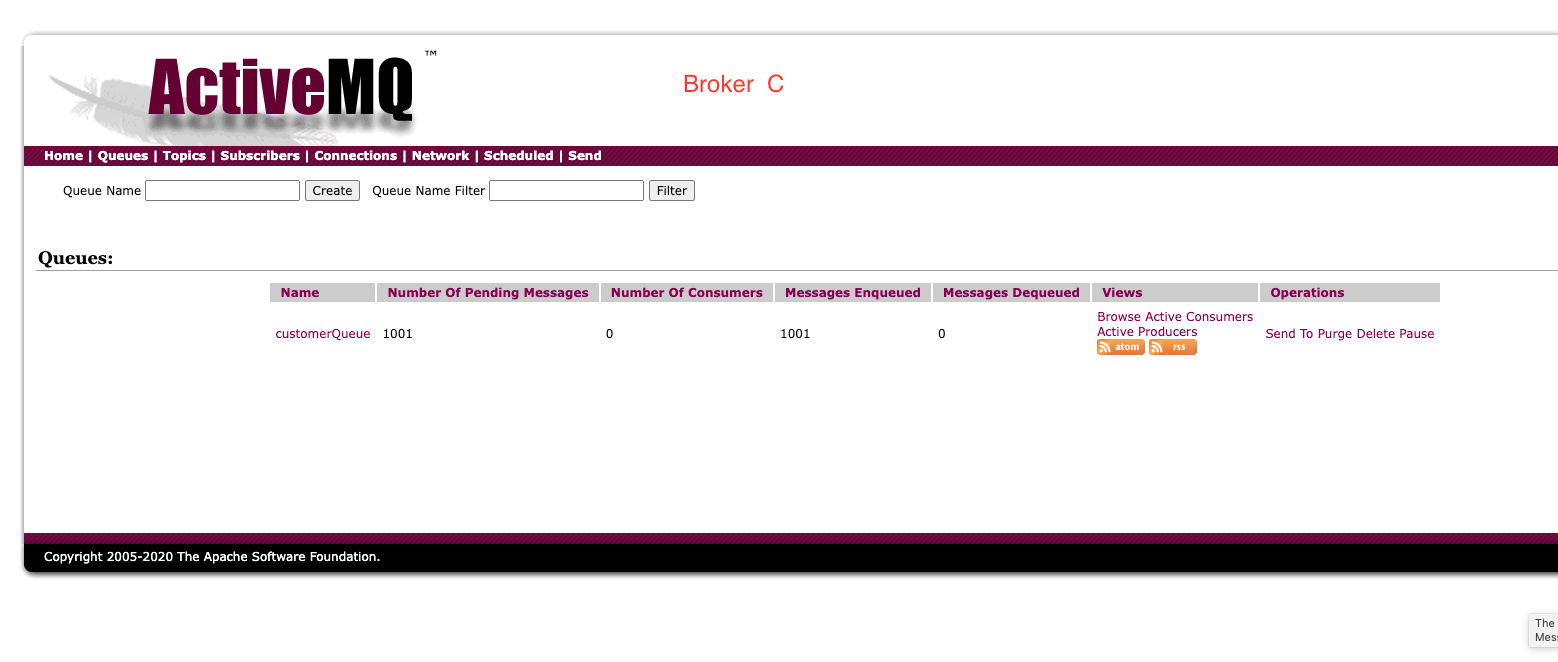 ActiveMQ ™
Broker C
Home | Queues | Topics | Subscribers | Connections | Network | Scheduled | Send
Queue Name Create Queue Name Filter Filter
Queues:
Name Number Of Pending Messages Number Of Consumers Messages Enqueued Messages Dequeued Views Operations
customerQueue 1001 0 1001 0 Browse Active Consumers
Active Producers
atom rss
Send To Purge Delete Pause
Copyright 2005-2020 The Apache Software Foundation.
The